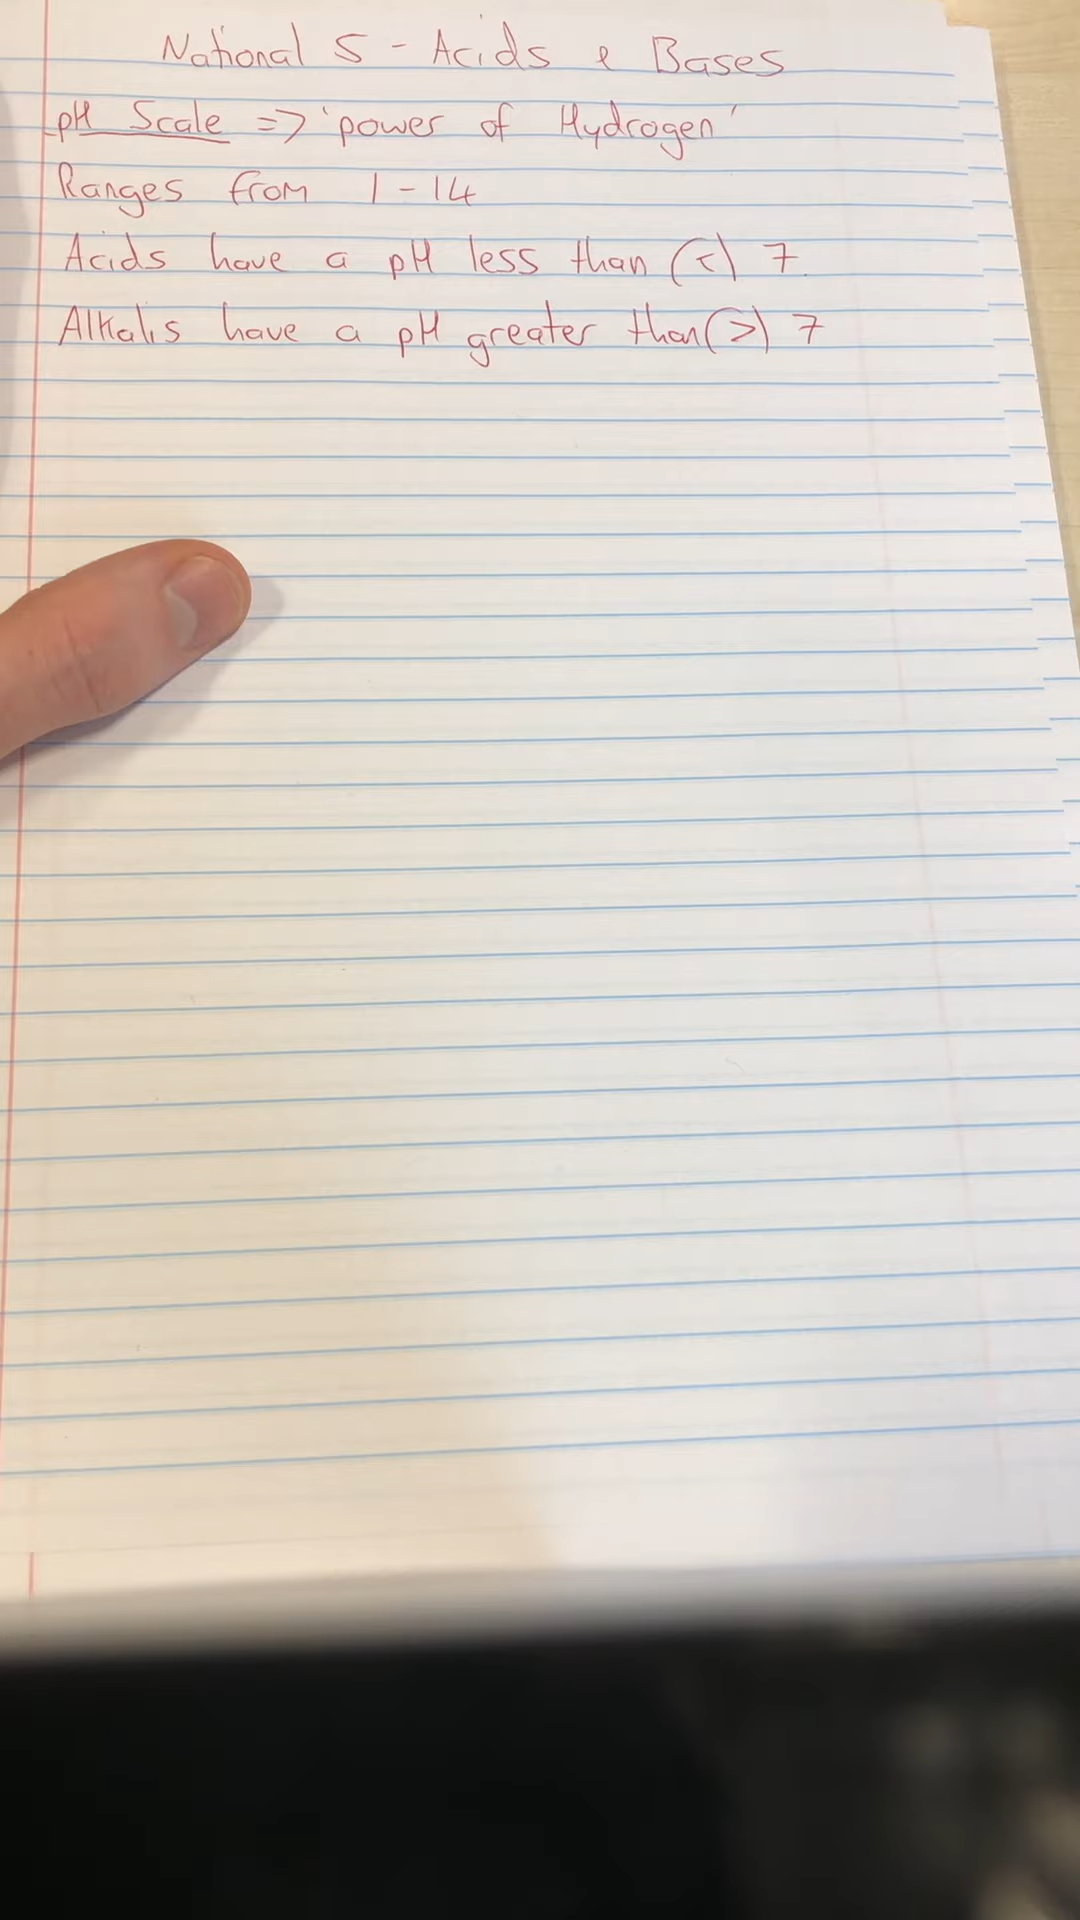 National 5 - Acids & Bases
pH Scale => 'power of Hydrogen'
Ranges from 1 - 14
Acids have a pH less than (<) 7.
Alkalis have a pH greater than (>) 7